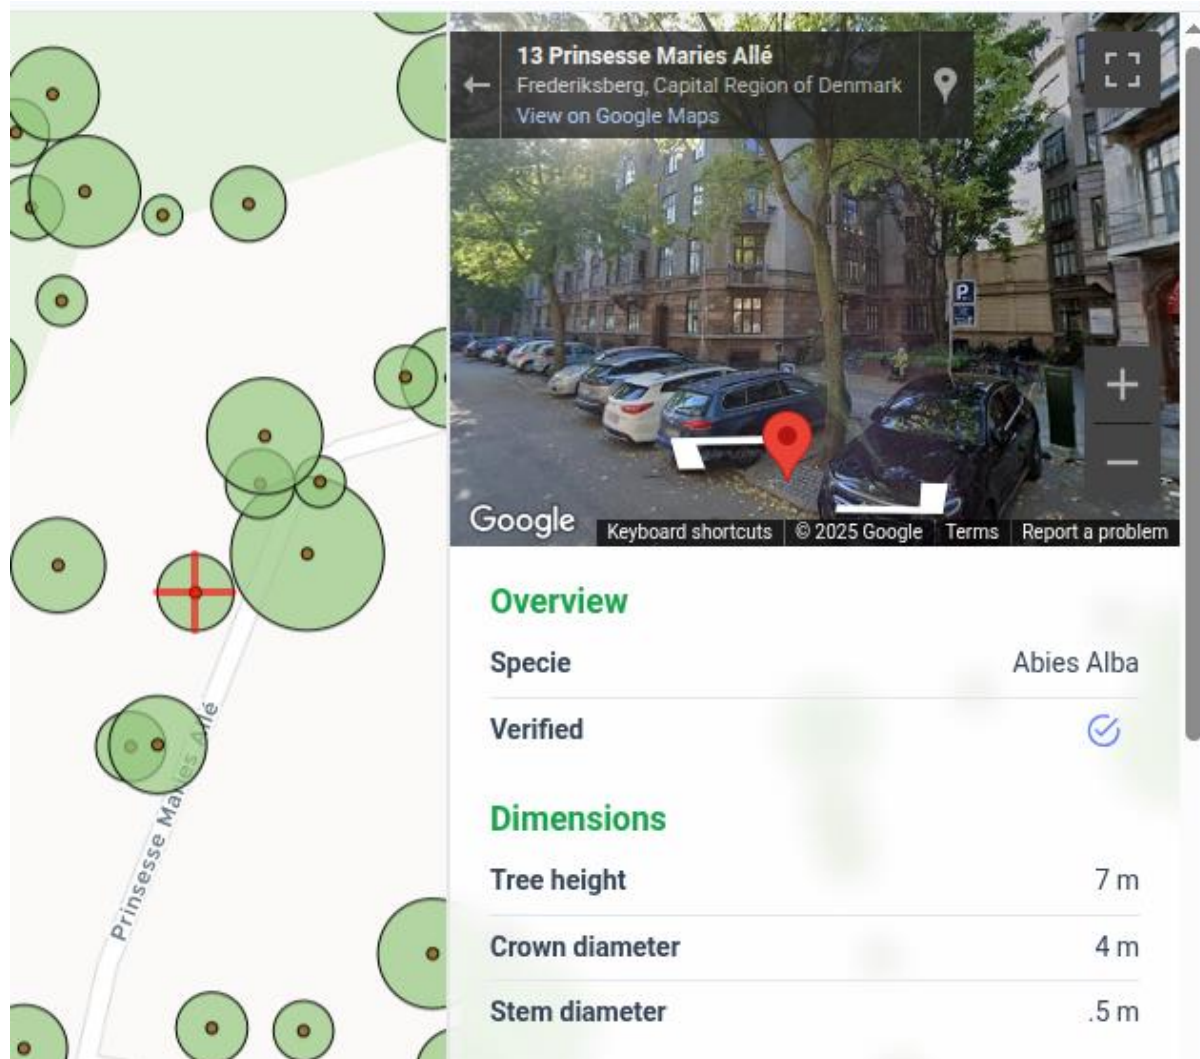 13 Prinsesse Maries Allé
Frederiksberg, Capital Region of Denmark
View on Google Maps
P
Google
Keyboard shortcuts
© 2025 Google
Terms
Report a problem
Prinsesse Maries Allé
Overview
Specie Abies Alba
Verified
Dimensions
Tree height 7 m
Crown diameter 4 m
Stem diameter .5 m